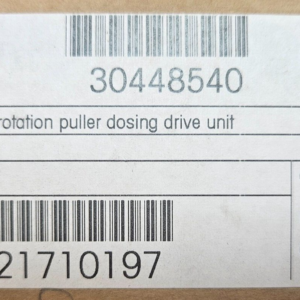 30448540
rotation puller dosing drive unit
21710197